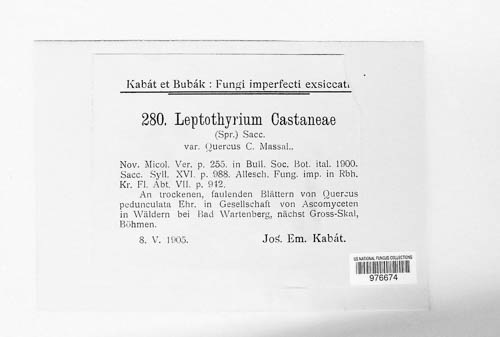 Kabát et Bubák : Fungi imperfecti exsiccati
280. Leptothyrium Castaneae
(Spr.) Sacc.
var. Quercus C. Massal..
Nov. Micol. Ver. p. 255. in Bull. Soc. Bot. ital. 1900.
Sacc. Syll. XVI. p. 988. Allesch. Fung. imp. in Rbh.
Kr. Fl. Abt. VII. p. 942.
An trockenen, faulenden Blättern von Quercus
pedunculata Ehr. in Gesellschaft von Ascomyceten
in Wäldern bei Bad Wartenberg, nächst Gross-Skal,
Böhmen.
8. V. 1905. Jos. Em. Kabát.
US NATIONAL FUNGUS COLLECTIONS
976674